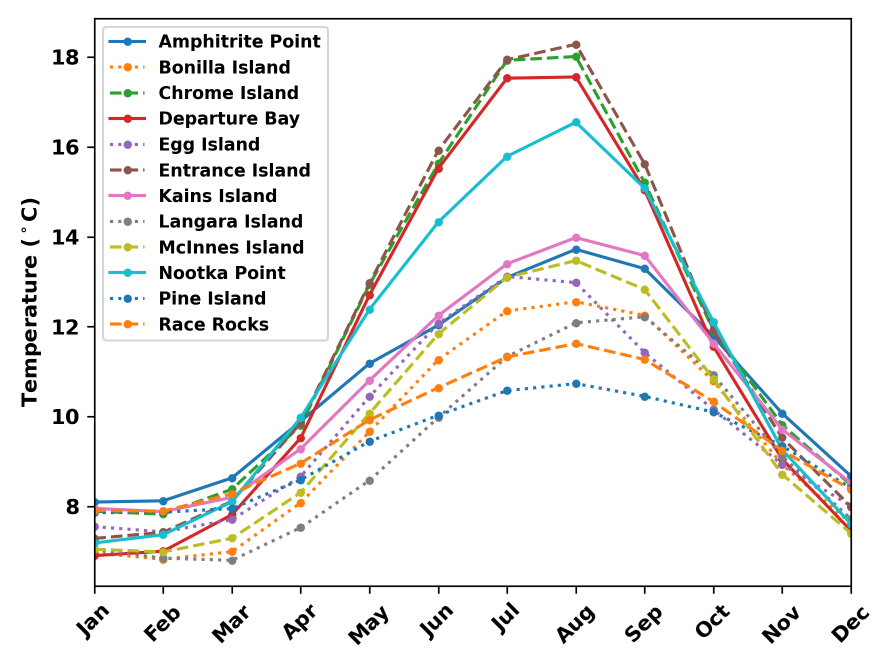 Amphitrite Point
Bonilla Island
Chrome Island
Departure Bay
Egg Island
Entrance Island
Kains Island
Langara Island
McInnes Island
Nootka Point
Pine Island
Race Rocks
Temperature (°C)
18
16
14
12
10
8
Jan
Feb
Mar
Apr
May
Jun
Jul
Aug
Sep
Oct
Nov
Dec